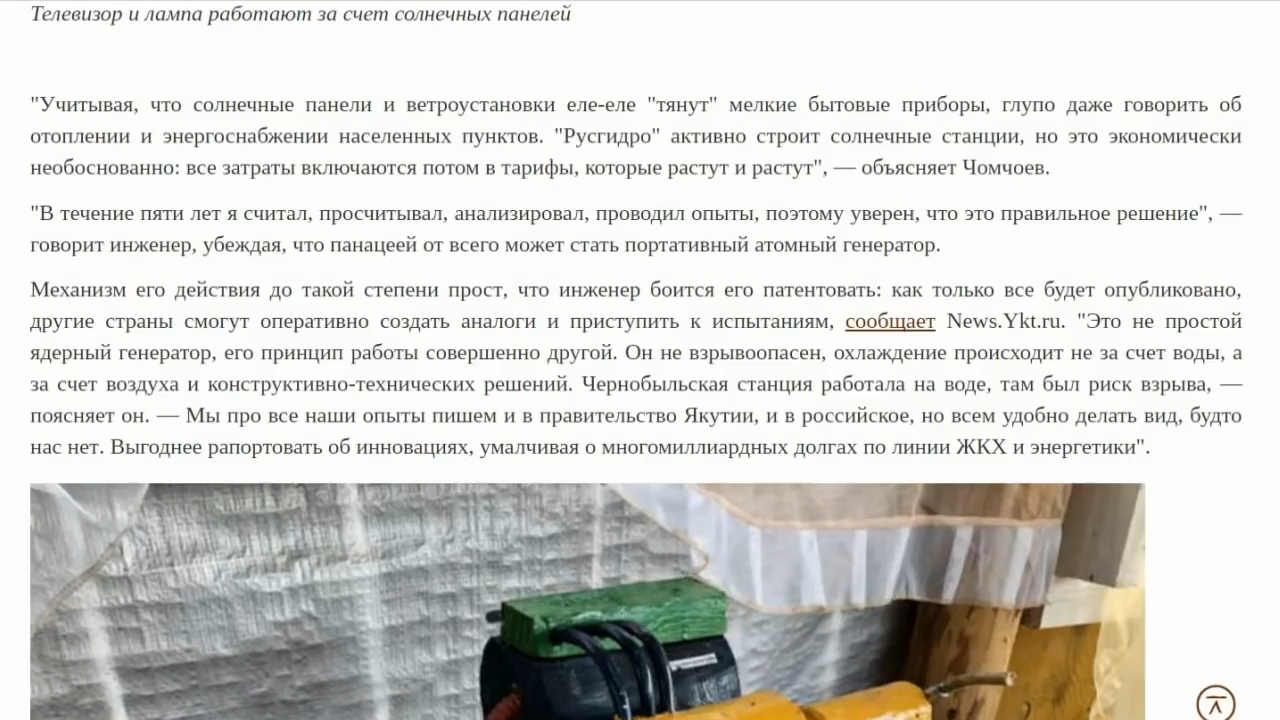 Телевизор и лампа работают за счет солнечных панелей
"Учитывая, что солнечные панели и ветроустановки еле-еле "тянут" мелкие бытовые приборы, глупо даже говорить об
отоплении и энергоснабжении населенных пунктов. "Русгидро" активно строит солнечные станции, но это экономически
необоснованно: все затраты включаются потом в тарифы, которые растут и растут", — объясняет Чомчоев.
"В течение пяти лет я считал, просчитывал, анализировал, проводил опыты, поэтому уверен, что это правильное решение", —
говорит инженер, убеждая, что панацеей от всего может стать портативный атомный генератор.
Механизм его действия до такой степени прост, что инженер боится его патентовать: как только все будет опубликовано,
другие страны смогут оперативно создать аналоги и приступить к испытаниям, сообщает News.Ykt.ru. "Это не простой
ядерный генератор, его принцип работы совершенно другой. Он не взрывоопасен, охлаждение происходит не за счет воды, а
за счет воздуха и конструктивно-технических решений. Чернобыльская станция работала на воде, там был риск взрыва, —
поясняет он. — Мы про все наши опыты пишем и в правительство Якутии, и в российское, но всем удобно делать вид, будто
нас нет. Выгоднее рапортовать об инновациях, умалчивая о многомиллиардных долгах по линии ЖКХ и энергетики".